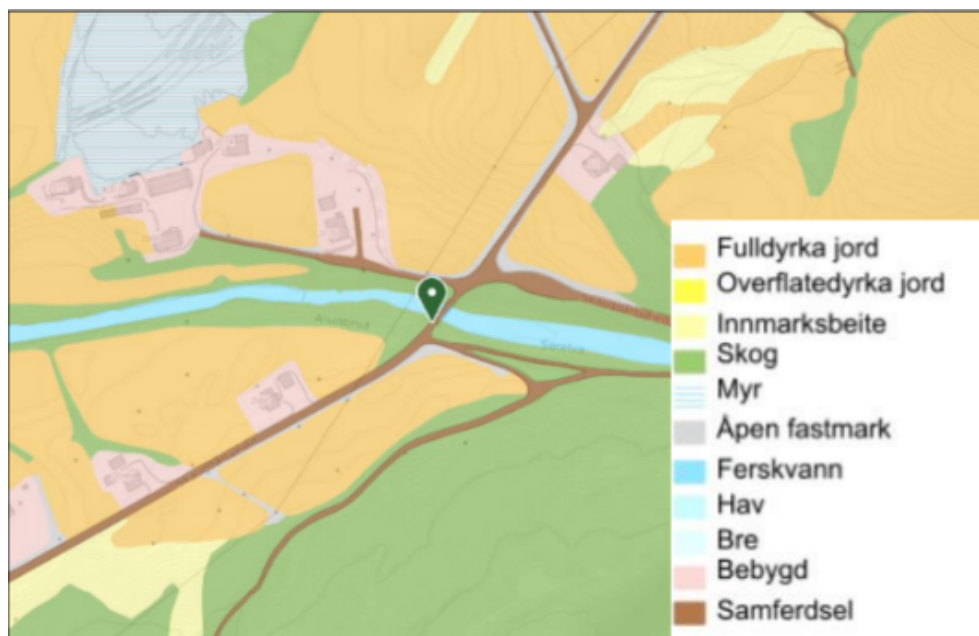 Fulldyrka jord
Overflatedyrka jord
Innmarksbeite
Skog
Myr
Åpen fastmark
Ferskvann
Hav
Bre
Bebygd
Samferdsel